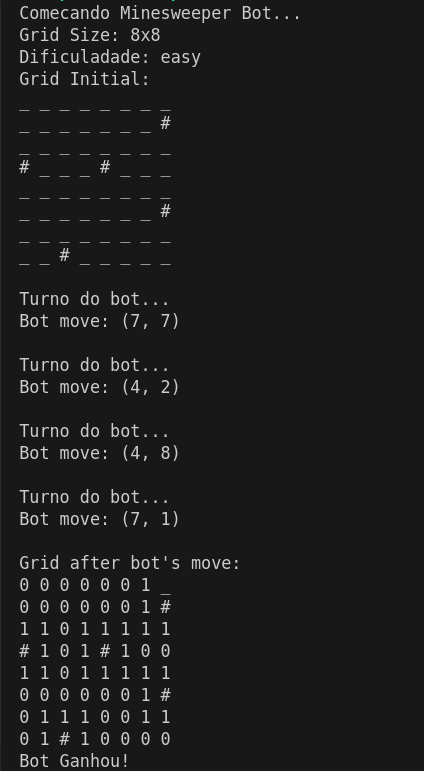 Comecando Minesweeper Bot...
Grid Size: 8x8
Dificuladade: easy
Grid Initial:
_ _ _ _ _ _ _ _
_ _ _ _ _ _ _ #
_ _ _ _ _ _ _ _
# _ _ _ # _ _ _
_ _ _ _ _ _ _ _
_ _ _ _ _ _ _ #
_ _ _ _ _ _ _ _
_ _ # _ _ _ _ _
Turno do bot...
Bot move: (7, 7)
Turno do bot...
Bot move: (4, 2)
Turno do bot...
Bot move: (4, 8)
Turno do bot...
Bot move: (7, 1)
Grid after bot's move:
0 0 0 0 0 0 1 _
0 0 0 0 0 0 1 #
1 1 0 1 1 1 1 1
# 1 0 1 # 1 0 0
1 1 0 1 1 1 1 1
0 0 0 0 0 0 1 #
0 1 1 1 0 0 1 1
0 1 # 1 0 0 0 0
Bot Ganhou!